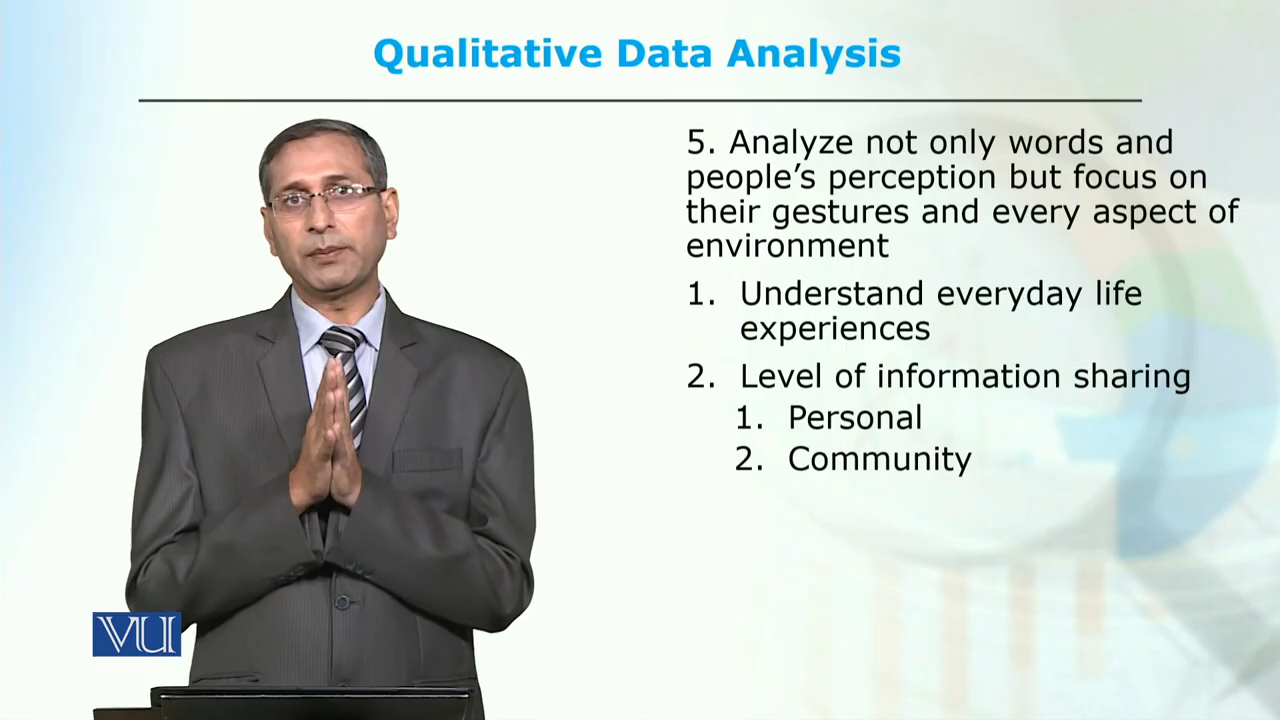 Qualitative Data Analysis
5. Analyze not only words and
people’s perception but focus on
their gestures and every aspect of
environment
1. Understand everyday life
experiences
2. Level of information sharing
1. Personal
2. Community
VU